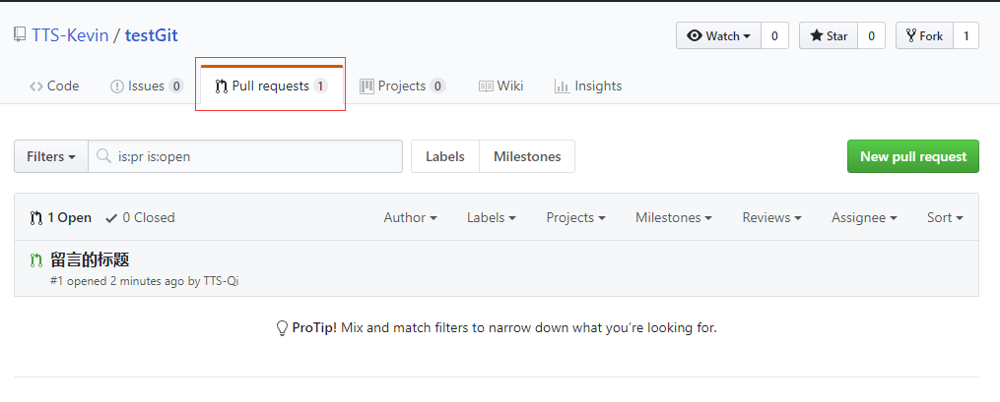 TTS-Kevin / testGit
Watch 0 Star 0 Fork 1
Code Issues 0 Pull requests 1 Projects 0 Wiki Insights
Filters is:pr is:open Labels Milestones New pull request
1 Open 0 Closed Author Labels Projects Milestones Reviews Assignee Sort
留言的标题
#1 opened 2 minutes ago by TTS-Qi
ProTip! Mix and match filters to narrow down what you're looking for.